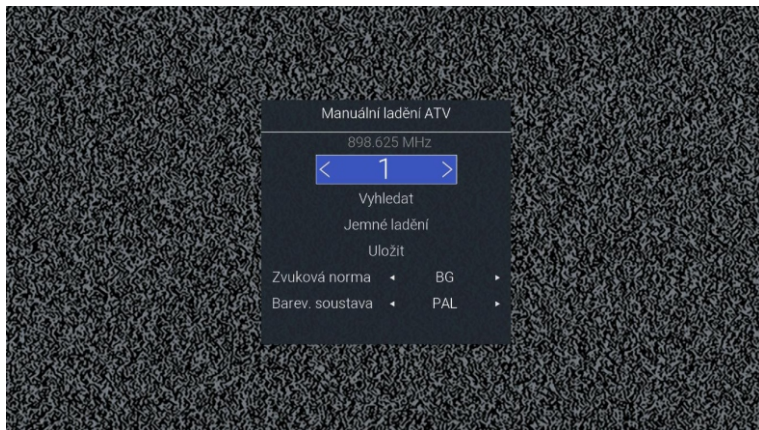 Manuální ladění ATV
898.625 MHz
< 1 >
Vyhledat
Jemné ladění
Uložit
Zvuková norma ◂ BG ▸
Barev. soustava ◂ PAL ▸